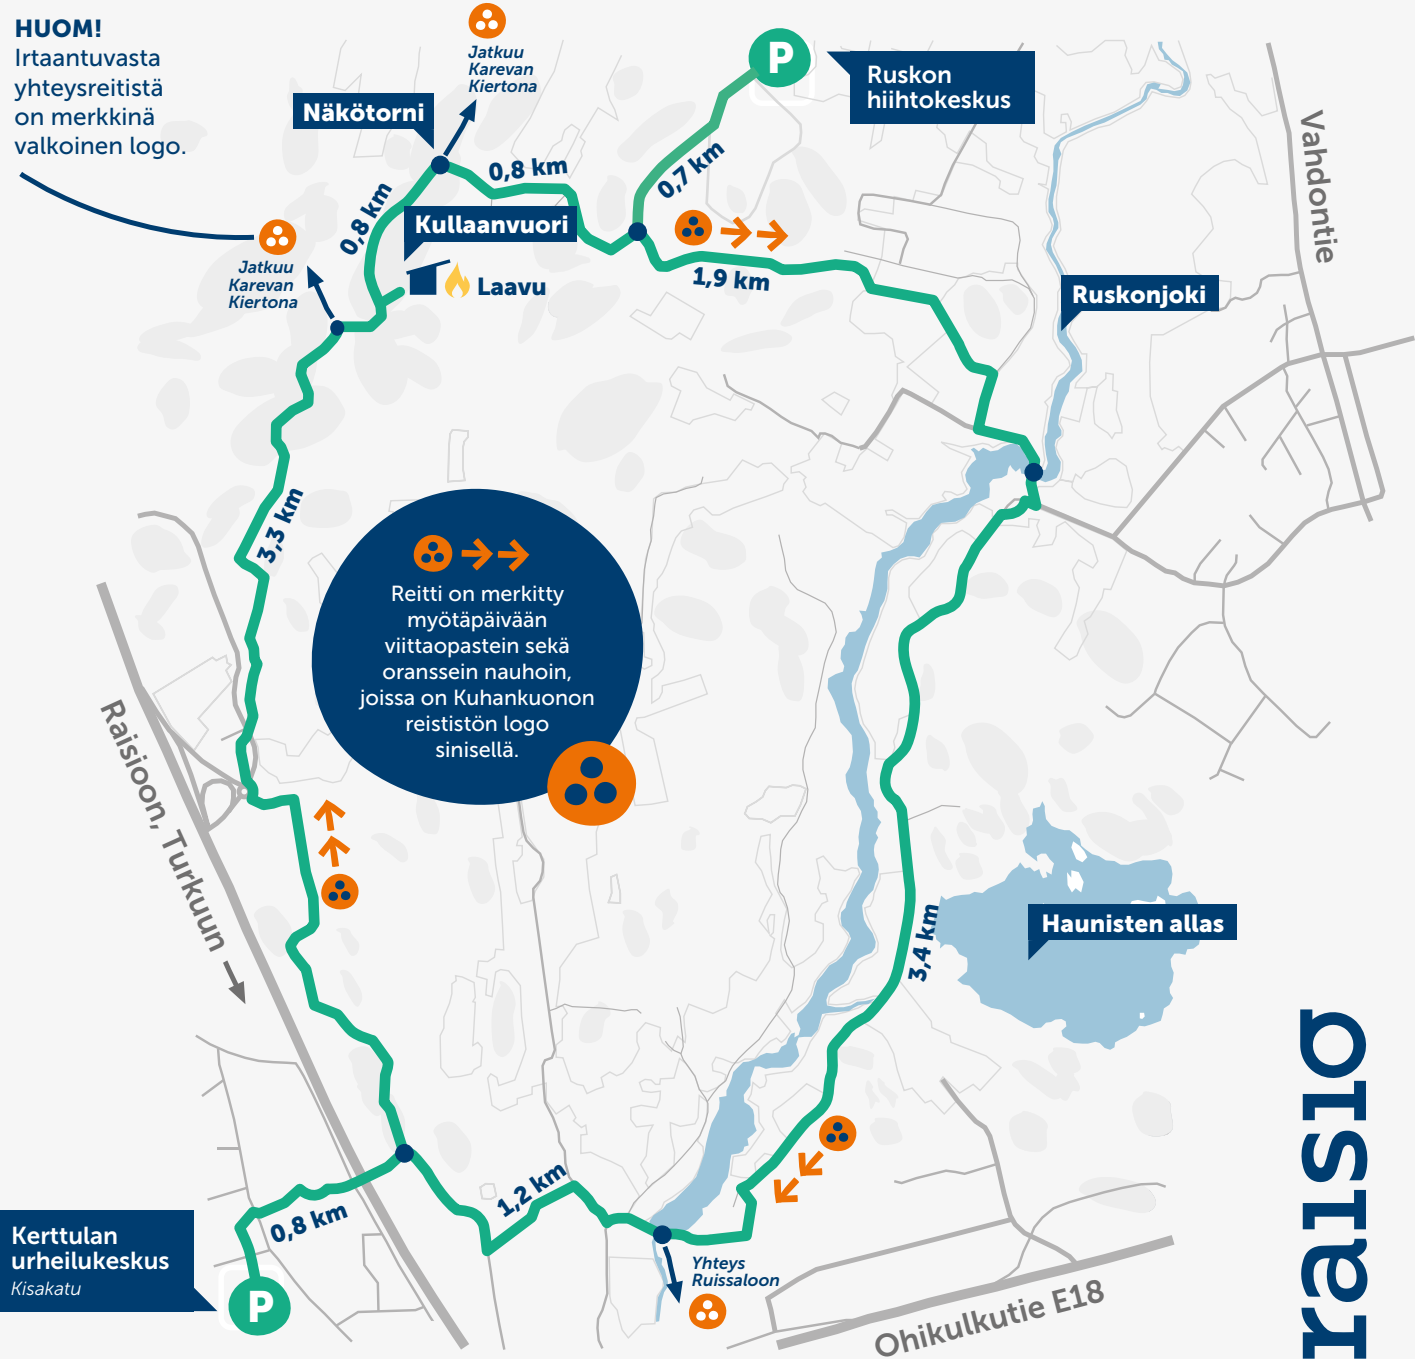 HUOM!
Irtaantuvasta
yhteysreitistä
on merkkinä
valkoinen logo.
Jatkuu
Karevan
Kiertona
P
Ruskon
hiihtokeskus
Näkötorni
0,8 km
0,7 km
Vahdontie
0,8 km
Kullaanvuori
Jatkuu
Karevan
Kiertona
Laavu
1,9 km
Ruskonjoki
3,3 km
Reitti on merkitty
myötäpäivään
viittaopastein sekä
oranssein nauhoin,
joissa on Kuhankuonon
reististön logo
sinisellä.
Raisioon, Turkuun
3,4 km
Haunisten allas
1,2 km
0,8 km
Kerttulan
urheilukeskus
Kisakatu
P
Yhteys
Ruissaloon
Ohikulkutie E18
raisio